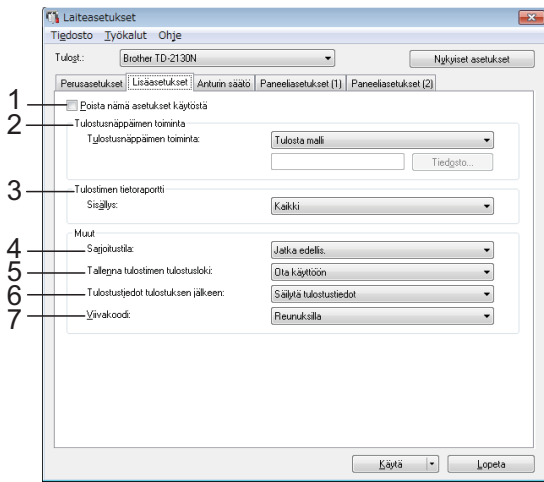 Laiteasetukset
Tiedosto Työkalut Ohje
Tulost.: Brother TD-2130N Nykyiset asetukset
Perusasetukset Lisäasetukset Anturin säätö Paneeliasetukset (1) Paneeliasetukset (2)
1 Poista nämä asetukset käytöstä
2 Tulostusnäppäimen toiminta
Tulostusnäppäimen toiminta: Tulosta malli
Tiedosto...
3 Tulostimen tietoraportti
Sisällys: Kaikki
Muut
4 Sarjoitustila: Jatka edellis.
5 Tallenna tulostimen tulostusloki: Ota käyttöön
6 Tulostustiedot tulostuksen jälkeen: Säilytä tulostustiedot
7 Viivakoodi: Reunuksilla
Käytä Lopeta